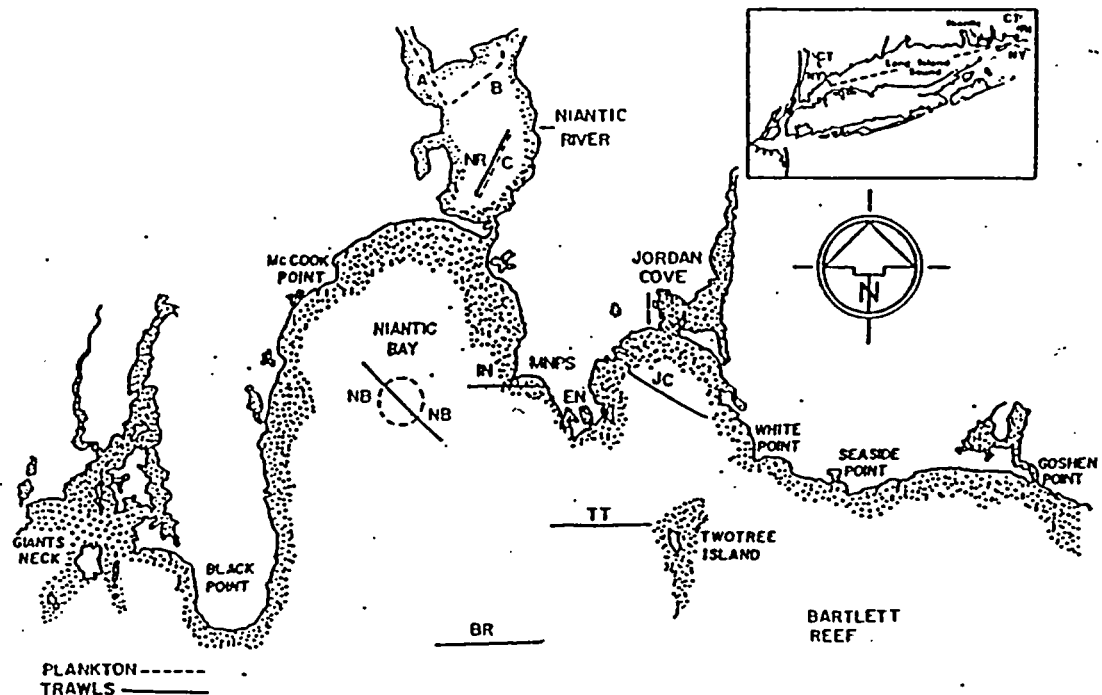 A
B
NIANTIC
RIVER
NR
C
CT
NY
Long Island
Sound
CT
NY
N
McCOOK
POINT
NIANTIC
BAY
NB
NB
IN
MNPS
EN
JORDAN
COVE
JC
WHITE
POINT
SEASIDE
POINT
GOSHEN
POINT
GIANTS
NECK
BLACK
POINT
TT
TWOTREE
ISLAND
BR
BARTLETT
REEF
PLANKTON
TRAWLS